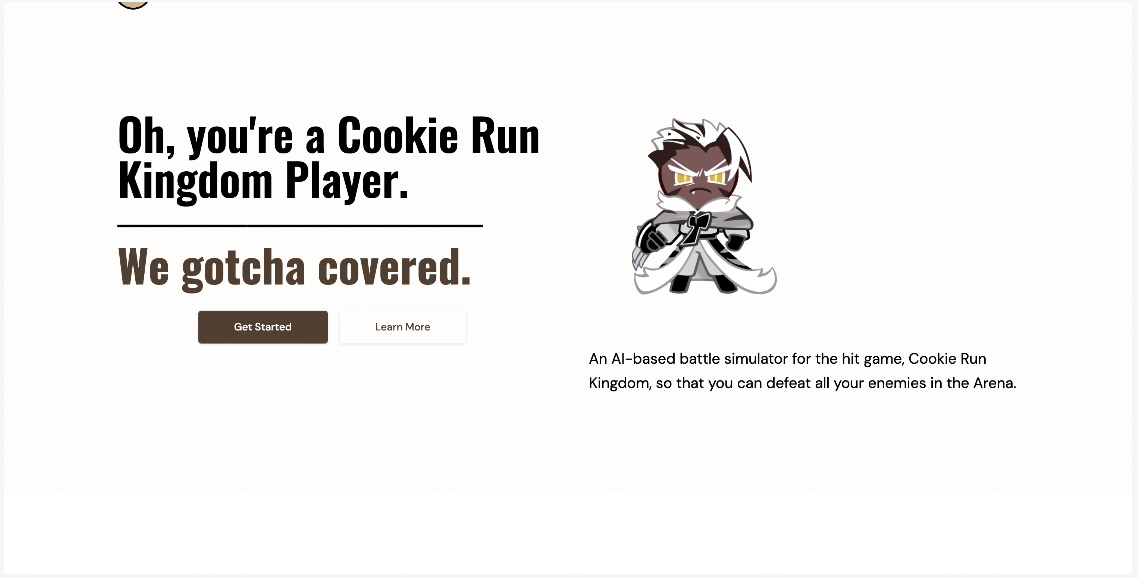 Oh, you're a Cookie Run
Kingdom Player.
We gotcha covered.
Get Started
Learn More
An AI-based battle simulator for the hit game, Cookie Run
Kingdom, so that you can defeat all your enemies in the Arena.